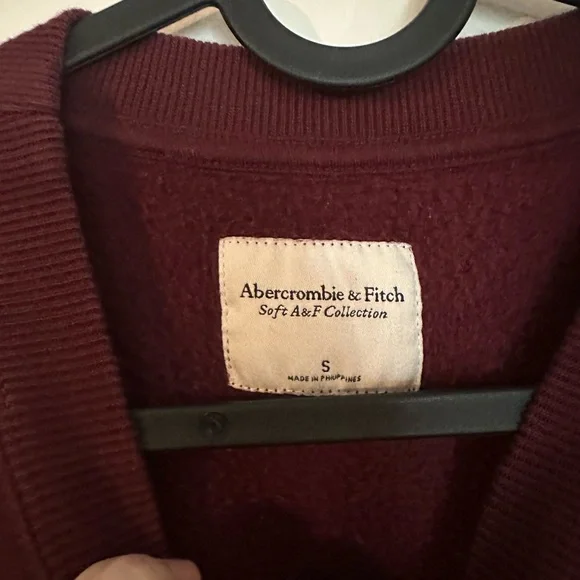 Abercrombie & Fitch
Soft A&F Collection
S
MADE IN PHILIPPINES